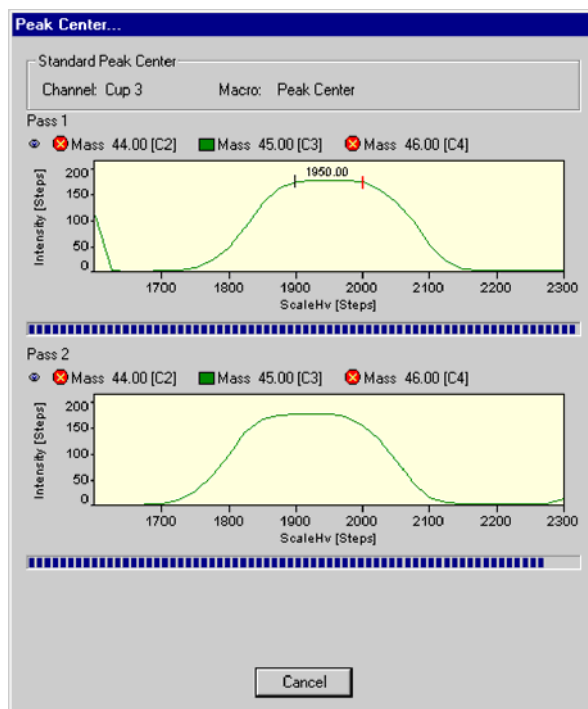 Peak Center...
Standard Peak Center
Channel: Cup 3 Macro: Peak Center
Pass 1
Mass 44.00 [C2] Mass 45.00 [C3] Mass 46.00 [C4]
Intensity [Steps]
200
150
100
50
0
1950.00
1700 1800 1900 2000 2100 2200 2300
ScaleHv [Steps]
Pass 2
Mass 44.00 [C2] Mass 45.00 [C3] Mass 46.00 [C4]
Intensity [Steps]
200
150
100
50
0
1700 1800 1900 2000 2100 2200 2300
ScaleHv [Steps]
Cancel